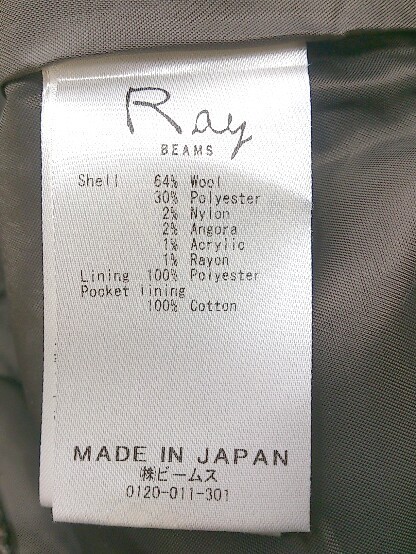 Ray
BEAMS
Shell 64% Wool
30% Polyester
2% Nylon
2% Angora
1% Acrylic
1% Rayon
Lining 100% Polyester
Pocket lining
100% Cotton
MADE IN JAPAN
㈱ビームス
0120-011-301